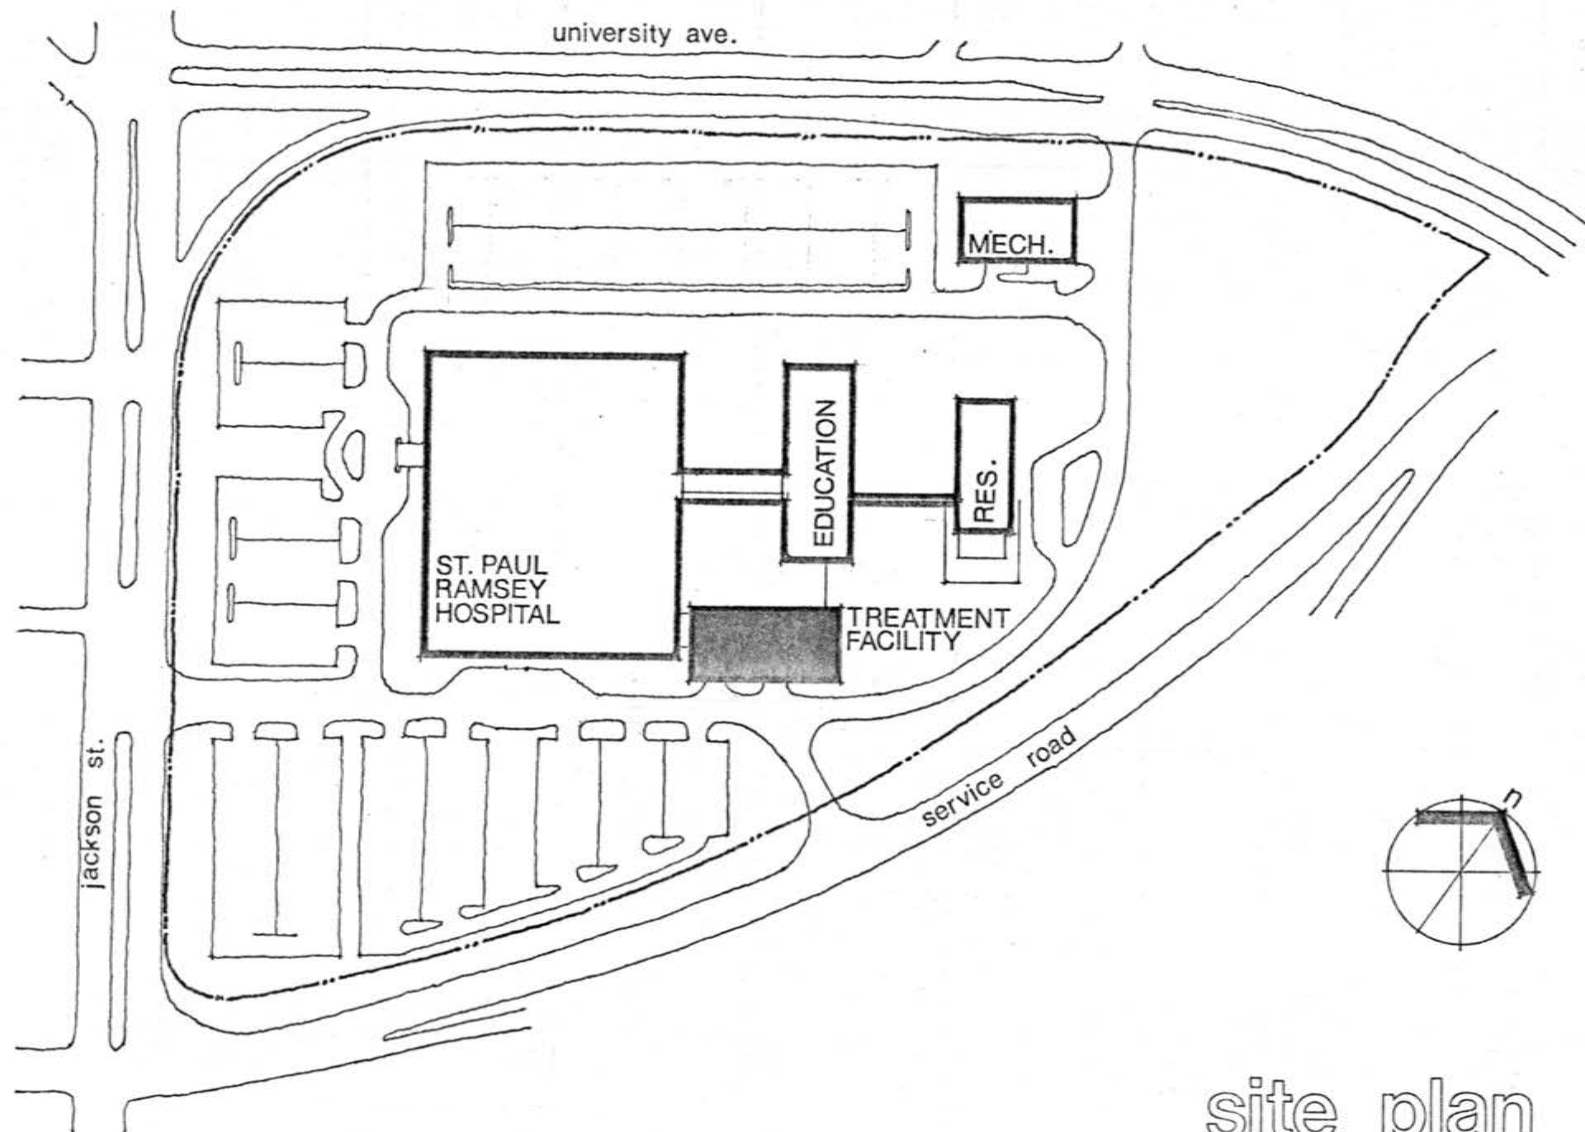 university ave.
MECH.
EDUCATION
RES.
ST. PAUL
RAMSEY
HOSPITAL
TREATMENT
FACILITY
jackson st.
service road
n
site plan